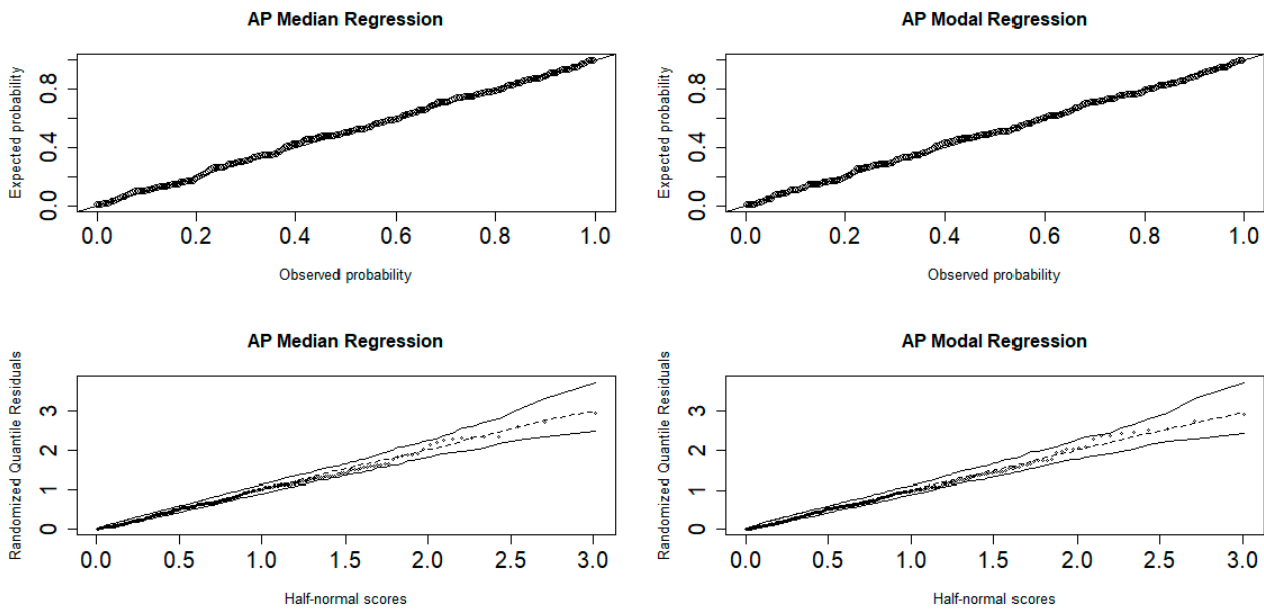 AP Median Regression
Expected probability
0.0 0.4 0.8
0.0 0.2 0.4 0.6 0.8 1.0
Observed probability
AP Modal Regression
Expected probability
0.0 0.4 0.8
0.0 0.2 0.4 0.6 0.8 1.0
Observed probability
AP Median Regression
Randomized Quantile Residuals
0 1 2 3
0.0 0.5 1.0 1.5 2.0 2.5 3.0
Half-normal scores
AP Modal Regression
Randomized Quantile Residuals
0 1 2 3
0.0 0.5 1.0 1.5 2.0 2.5 3.0
Half-normal scores